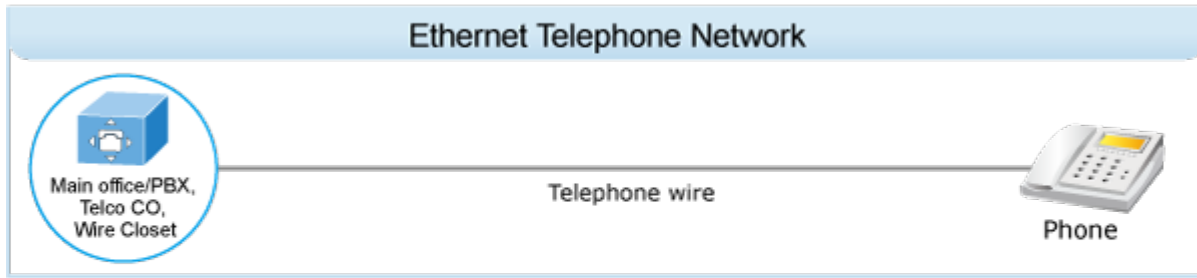 Ethernet Telephone Network
Main office/PBX,
Telco CO,
Wire Closet
Telephone wire
Phone